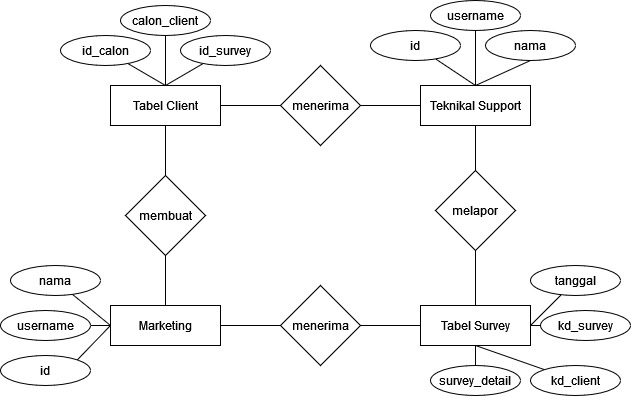 calon_client
id_calon
id_survey
username
id
nama
Tabel Client
menerima
Teknikal Support
membuat
melapor
nama
username
id
Marketing
menerima
Tabel Survey
tanggal
kd_survey
survey_detail
kd_client